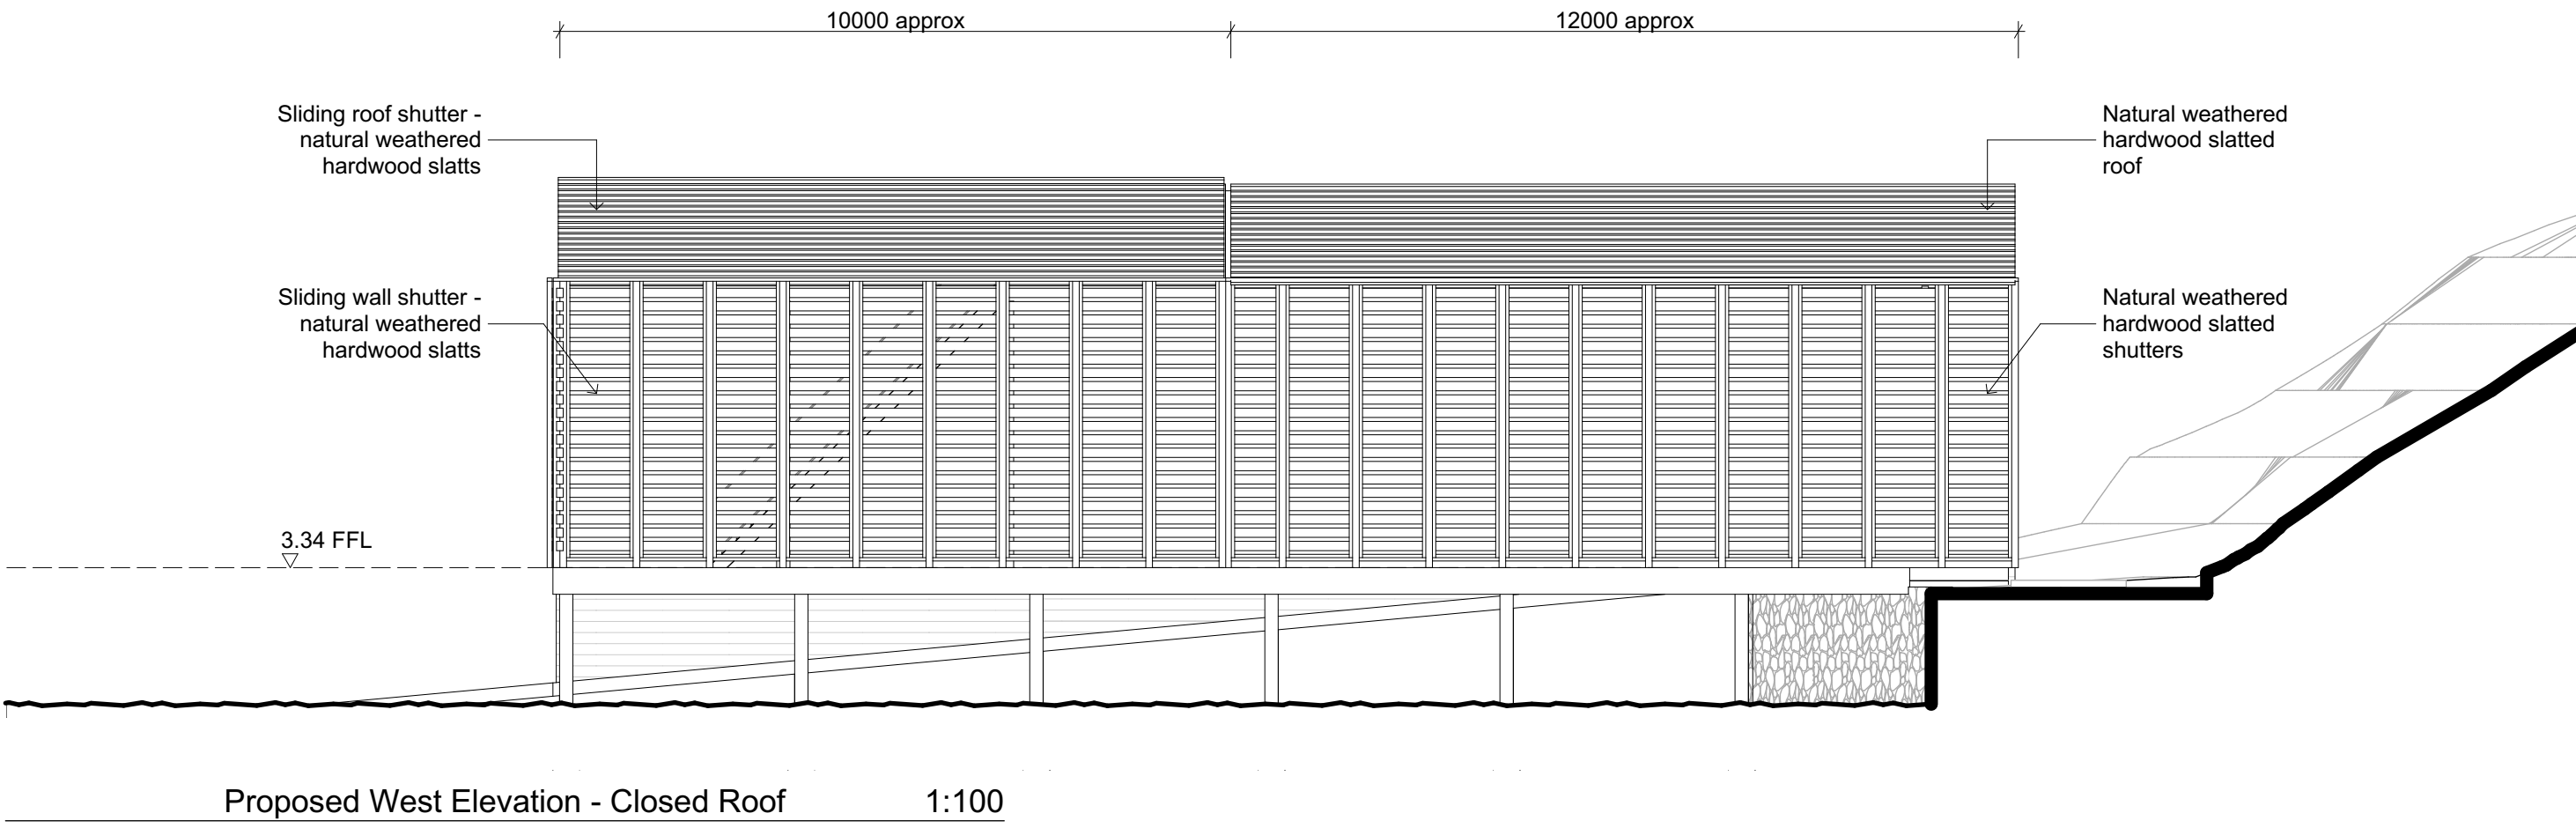 10000 approx
12000 approx
Sliding roof shutter -
natural weathered
hardwood slatts
Natural weathered
hardwood slatted
roof
Sliding wall shutter -
natural weathered
hardwood slatts
Natural weathered
hardwood slatted
shutters
3.34 FFL
Proposed West Elevation - Closed Roof 1:100